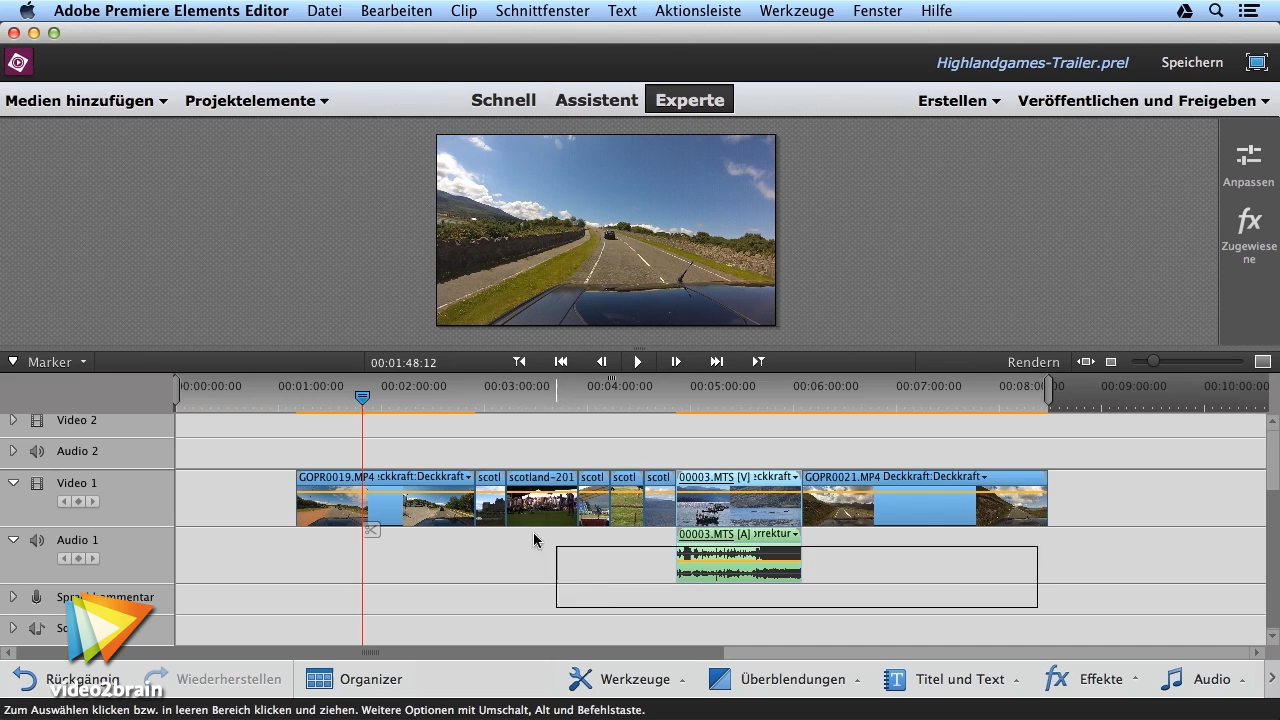 Adobe Premiere Elements Editor Datei Bearbeiten Clip Schnittfenster Text Aktionsleiste Werkzeuge Fenster Hilfe
Highlandgames-Trailer.prel Speichern
Medien hinzufügen Projektelemente Schnell Assistent Experte Erstellen Veröffentlichen und Freigeben
Anpassen
fx
Zugewiese
ne
Marker 00:01:48:12 Rendern
00:00:00:00 00:01:00:00 00:02:00:00 00:03:00:00 00:04:00:00 00:05:00:00 00:06:00:00 00:07:00:00 00:08:00:00 00:09:00:00 00:10:00:00
Video 2
Audio 2
Video 1 GOPR0019.MP4 :ckkraft:Deckkraft scotl scotland-201 scotl scotl scotl 00003.MTS [V] :ckkraft GOPR0021.MP4 Deckkraft:Deckkraft
Audio 1 00003.MTS [A] orrektur
Rückgängig Wiederherstellen Organizer Werkzeuge Überblendungen T Titel und Text fx Effekte Audio
video2brain
Zum Auswählen klicken bzw. in leeren Bereich klicken und ziehen. Weitere Optionen mit Umschalt, Alt und Befehlstaste.